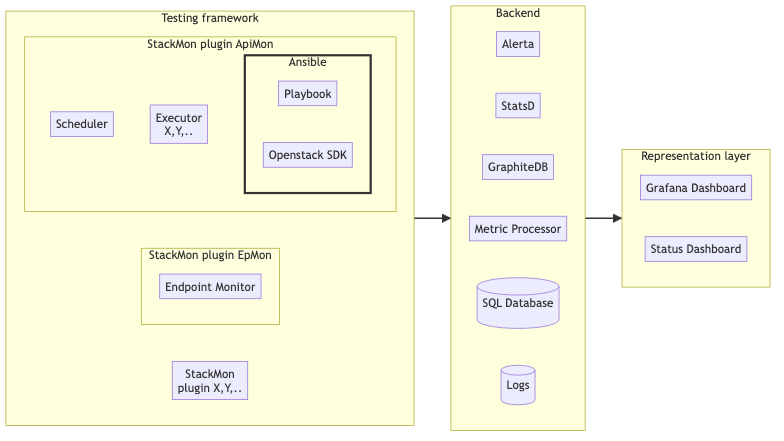 Testing framework
StackMon plugin ApiMon
Scheduler
Executor
X,Y,..
Ansible
Playbook
Openstack SDK
StackMon plugin EpMon
Endpoint Monitor
StackMon
plugin X,Y,..
Backend
Alerta
StatsD
GraphiteDB
Metric Processor
SQL Database
Logs
Representation layer
Grafana Dashboard
Status Dashboard